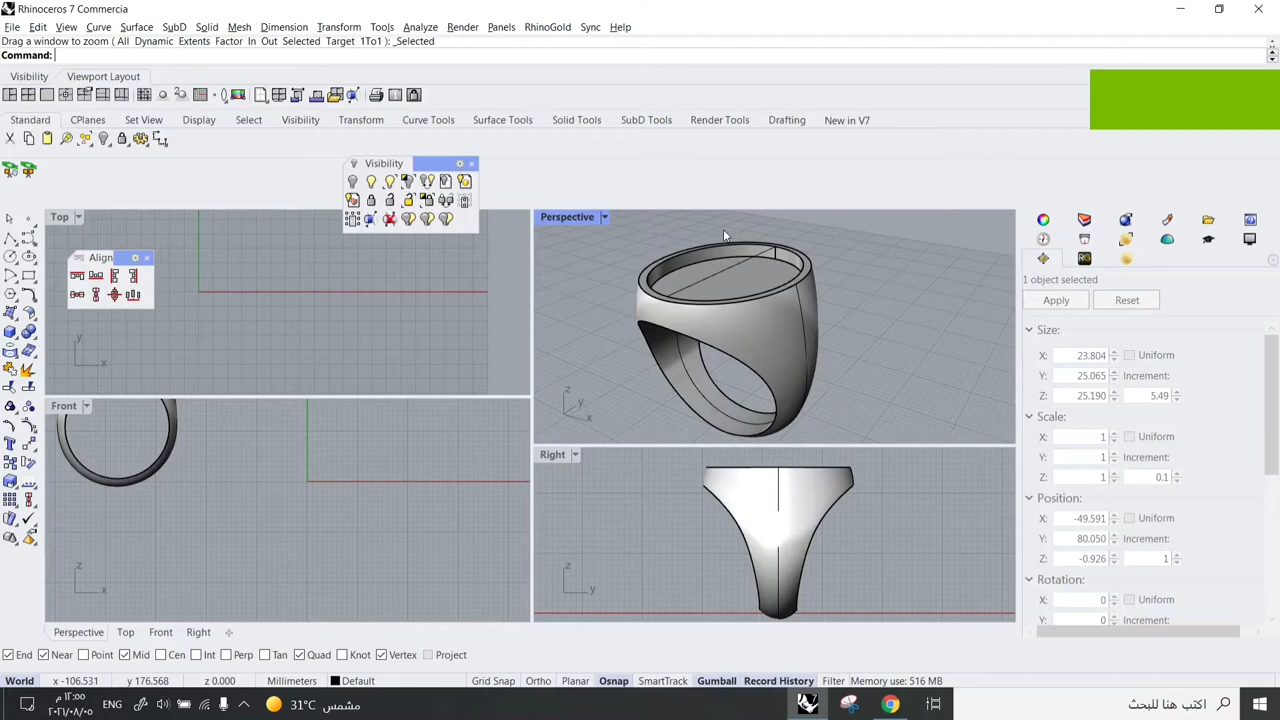 Rhinoceros 7 Commercia
File Edit View Curve Surface SubD Solid Mesh Dimension Transform Tools Analyze Render Panels RhinoGold Sync Help
Drag a window to zoom ( All Dynamic Extents Factor In Out Selected Target 1To1 ): _Selected
Command:
Visibility Viewport Layout
Standard CPlanes Set View Display Select Visibility Transform Curve Tools Surface Tools Solid Tools SubD Tools Render Tools Drafting New in V7
Visibility
Top
Perspective
Align
1 object selected
Apply Reset
Size:
X: 23.804 Uniform
Y: 25.065 Increment:
Z: 25.190 5.49
Scale:
X: 1 Uniform
Y: 1 Increment:
Z: 1 0.1
Position:
X: -49.591 Uniform
Y: 80.050 Increment:
Z: -0.926 1
Rotation:
X: 0 Uniform
Y: 0 Increment:
y
x
Front
z
y
x
Right
z
x
z
y
Perspective Top Front Right
End Near Point Mid Cen Int Perp Tan Quad Knot Vertex Project
World x -106.531 y 176.568 z 0.000 Millimeters Default Grid Snap Ortho Planar Osnap SmartTrack Gumball Record History Filter Memory use: 516 MB
ENG
31°C مشمس
اكتب هنا للبحث